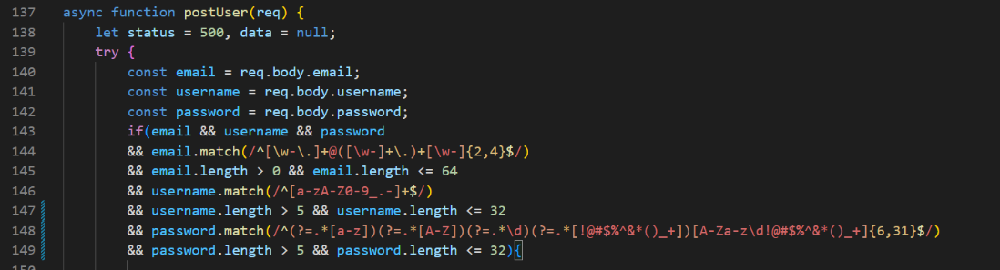 137 async function postUser(req) {
138 let status = 500, data = null;
139 try {
140 const email = req.body.email;
141 const username = req.body.username;
142 const password = req.body.password;
143 if(email && username && password
144 && email.match(/^[\w-\.]+@([\w-]+\.)+[\w-]{2,4}$/)
145 && email.length > 0 && email.length <= 64
146 && username.match(/^[a-zA-Z0-9_.-]+$/)
147 && username.length > 5 && username.length <= 32
148 && password.match(/^(?=.*[a-z])(?=.*[A-Z])(?=.*\d)(?=.*[!@#$%^&*()_+])[A-Za-z\d!@#$%^&*()_+]{6,31}$/)
149 && password.length > 5 && password.length <= 32){